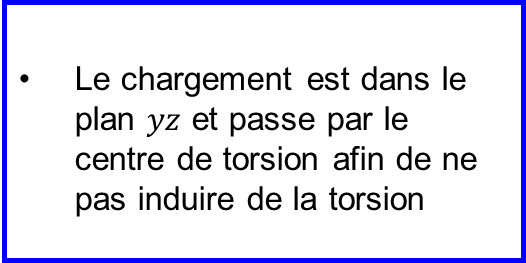 • Le chargement est dans le
plan 𝑦𝑧 et passe par le
centre de torsion afin de ne
pas induire de la torsion